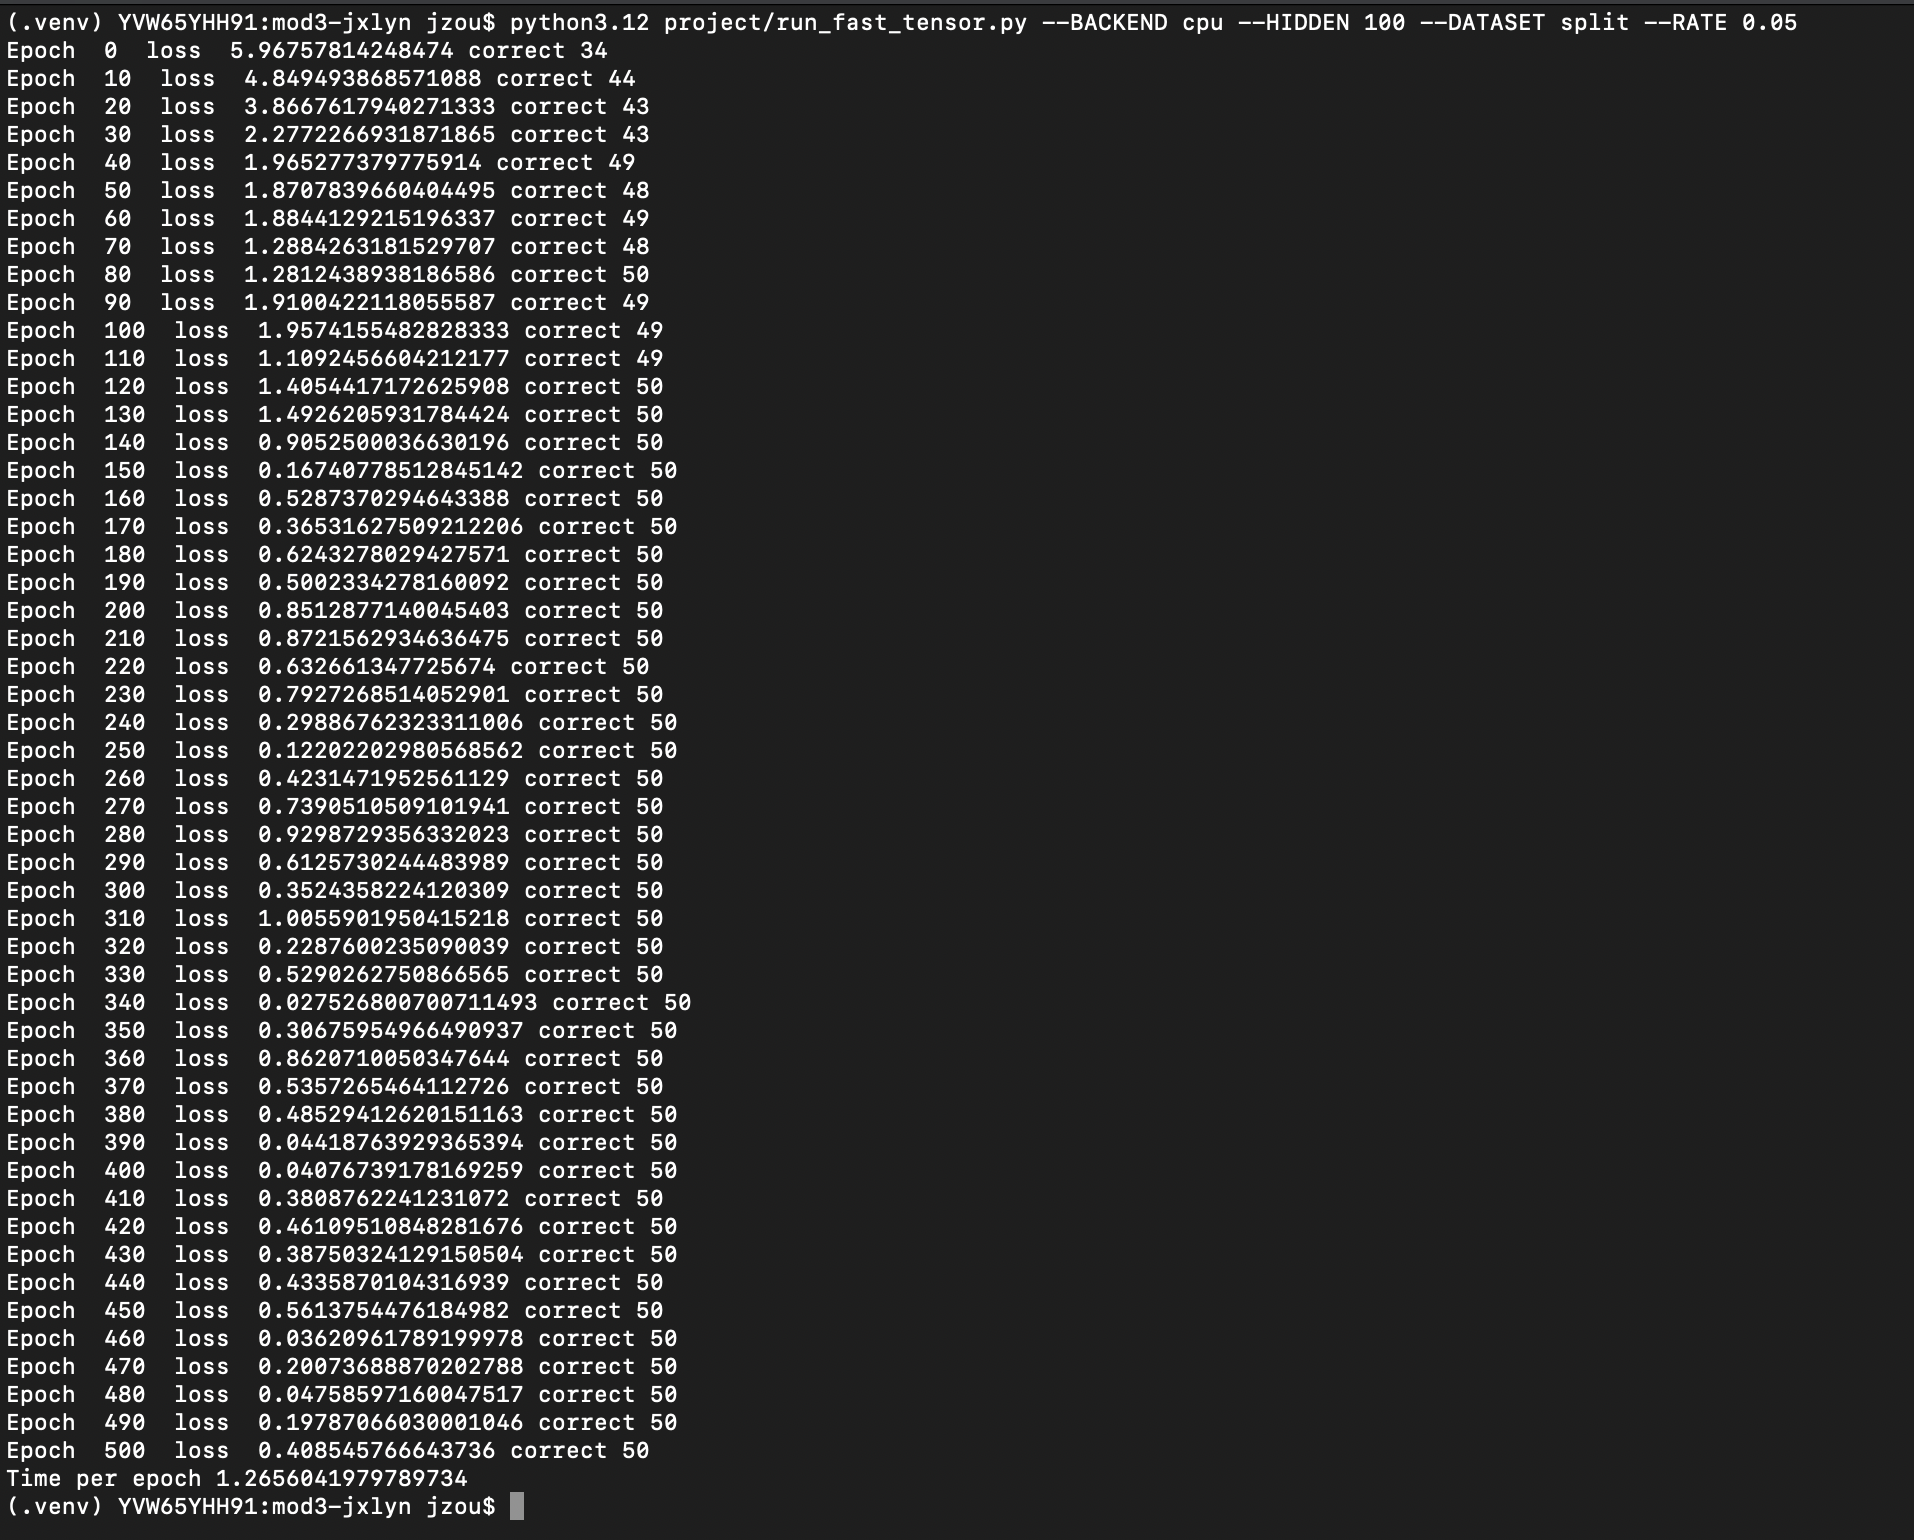 (.venv) YVW65YHH91:mod3-jxlyn jzou$ python3.12 project/run_fast_tensor.py --BACKEND cpu --HIDDEN 100 --DATASET split --RATE 0.05
Epoch  0  loss  5.96757814248474 correct 34
Epoch  10  loss  4.849493868571088 correct 44
Epoch  20  loss  3.8667617940271333 correct 43
Epoch  30  loss  2.2772266931871865 correct 43
Epoch  40  loss  1.965277379775914 correct 49
Epoch  50  loss  1.8707839660404495 correct 48
Epoch  60  loss  1.8844129215196337 correct 49
Epoch  70  loss  1.2884263181529707 correct 48
Epoch  80  loss  1.2812438938186586 correct 50
Epoch  90  loss  1.9100422118055587 correct 49
Epoch  100  loss  1.9574155482828333 correct 49
Epoch  110  loss  1.1092456604212177 correct 49
Epoch  120  loss  1.4054417172625908 correct 50
Epoch  130  loss  1.4926205931784424 correct 50
Epoch  140  loss  0.9052500036630196 correct 50
Epoch  150  loss  0.16740778512845142 correct 50
Epoch  160  loss  0.5287370294643388 correct 50
Epoch  170  loss  0.36531627509212206 correct 50
Epoch  180  loss  0.6243278029427571 correct 50
Epoch  190  loss  0.5002334278160092 correct 50
Epoch  200  loss  0.8512877140045403 correct 50
Epoch  210  loss  0.8721562934636475 correct 50
Epoch  220  loss  0.632661347725674 correct 50
Epoch  230  loss  0.7927268514052901 correct 50
Epoch  240  loss  0.29886762323311006 correct 50
Epoch  250  loss  0.12202202980568562 correct 50
Epoch  260  loss  0.4231471952561129 correct 50
Epoch  270  loss  0.7390510509101941 correct 50
Epoch  280  loss  0.9298729356332023 correct 50
Epoch  290  loss  0.6125730244483989 correct 50
Epoch  300  loss  0.3524358224120309 correct 50
Epoch  310  loss  1.0055901950415218 correct 50
Epoch  320  loss  0.2287600235090039 correct 50
Epoch  330  loss  0.5290262750866565 correct 50
Epoch  340  loss  0.027526800700711493 correct 50
Epoch  350  loss  0.30675954966490937 correct 50
Epoch  360  loss  0.8620710050347644 correct 50
Epoch  370  loss  0.5357265464112726 correct 50
Epoch  380  loss  0.48529412620151163 correct 50
Epoch  390  loss  0.04418763929365394 correct 50
Epoch  400  loss  0.04076739178169259 correct 50
Epoch  410  loss  0.3808762241231072 correct 50
Epoch  420  loss  0.46109510848281676 correct 50
Epoch  430  loss  0.38750324129150504 correct 50
Epoch  440  loss  0.4335870104316939 correct 50
Epoch  450  loss  0.5613754476184982 correct 50
Epoch  460  loss  0.03620961789199978 correct 50
Epoch  470  loss  0.20073688870202788 correct 50
Epoch  480  loss  0.04758597160047517 correct 50
Epoch  490  loss  0.19787066030001046 correct 50
Epoch  500  loss  0.408545766643736 correct 50
Time per epoch 1.2656041979789734
(.venv) YVW65YHH91:mod3-jxlyn jzou$